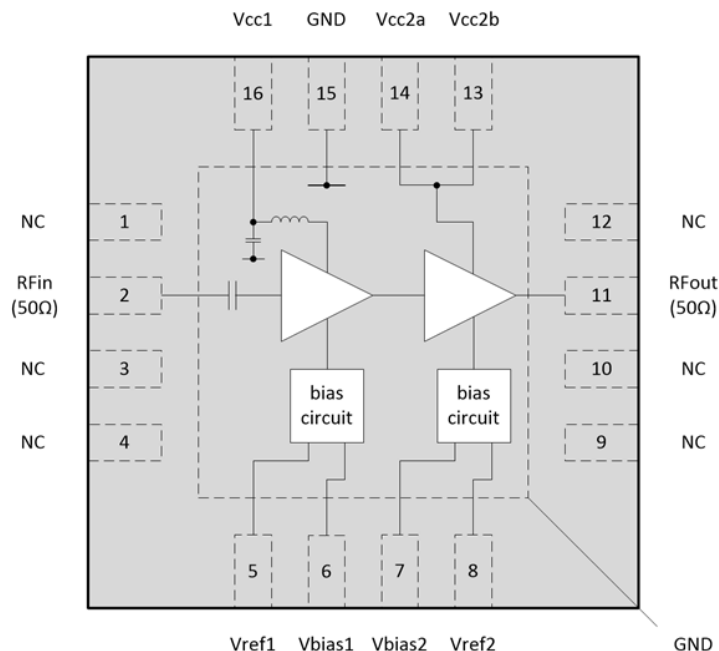 Vcc1 GND Vcc2a Vcc2b
16 15 14 13
NC 1 12 NC
RFin
(50Ω)
2 11
RFout
(50Ω)
NC 3 10 NC
bias
circuit
bias
circuit
NC 4 9 NC
5 6 7 8
Vref1 Vbias1 Vbias2 Vref2 GND